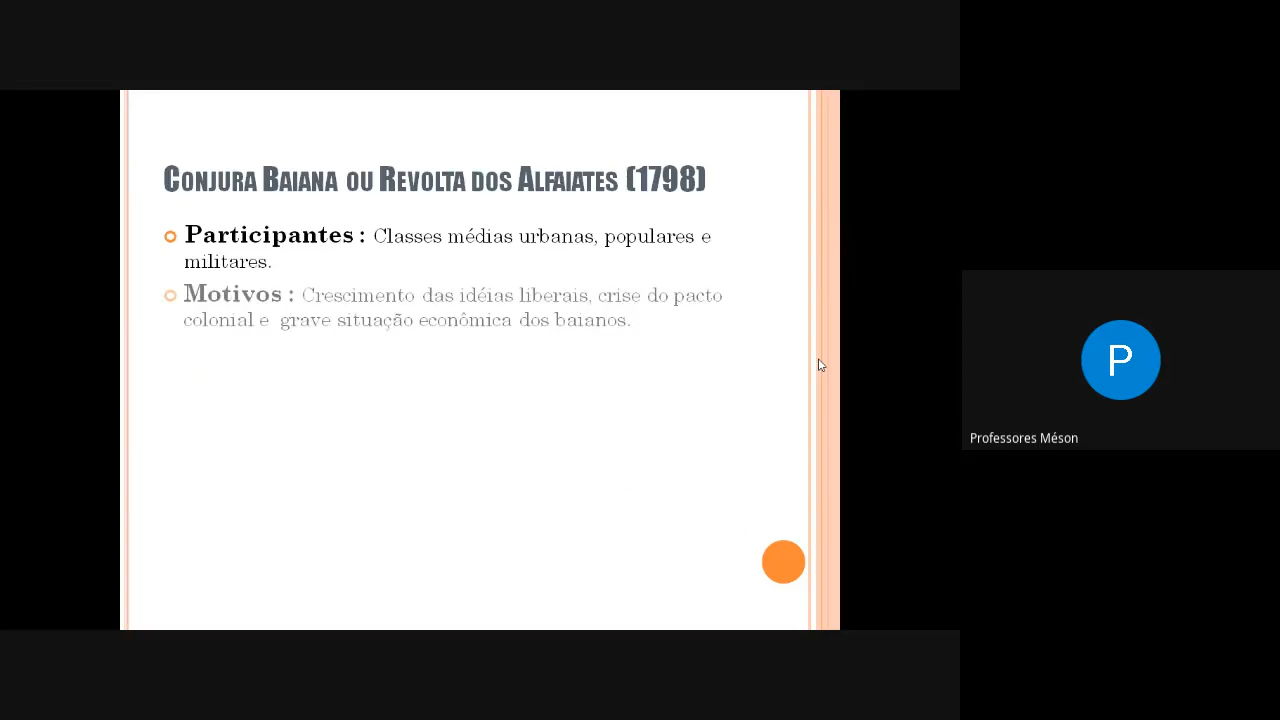 CONJURA BAIANA OU REVOLTA DOS ALFAIATES (1798)
Participantes : Classes médias urbanas, populares e
militares.
Motivos : Crescimento das idéias liberais, crise do pacto
colonial e grave situação econômica dos baianos.
P
Professores Méson